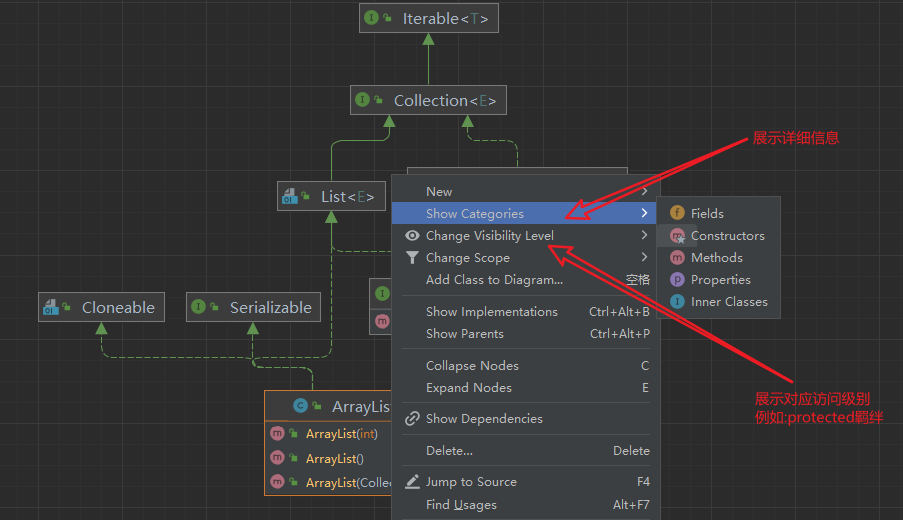 Iterable<T>
Collection<E>
展示详细信息
List<E>
New
Show Categories
Change Visibility Level
Change Scope
Add Class to Diagram... 空格
Show Implementations Ctrl+Alt+B
Show Parents Ctrl+Alt+P
Collapse Nodes C
Expand Nodes E
Show Dependencies
Delete... Delete
Jump to Source F4
Find Usages Alt+F7
Fields
Constructors
Methods
Properties
Inner Classes
Cloneable
Serializable
ArrayList
ArrayList(int)
ArrayList()
ArrayList(Colle
展示对应访问级别
例如:protected羁绊